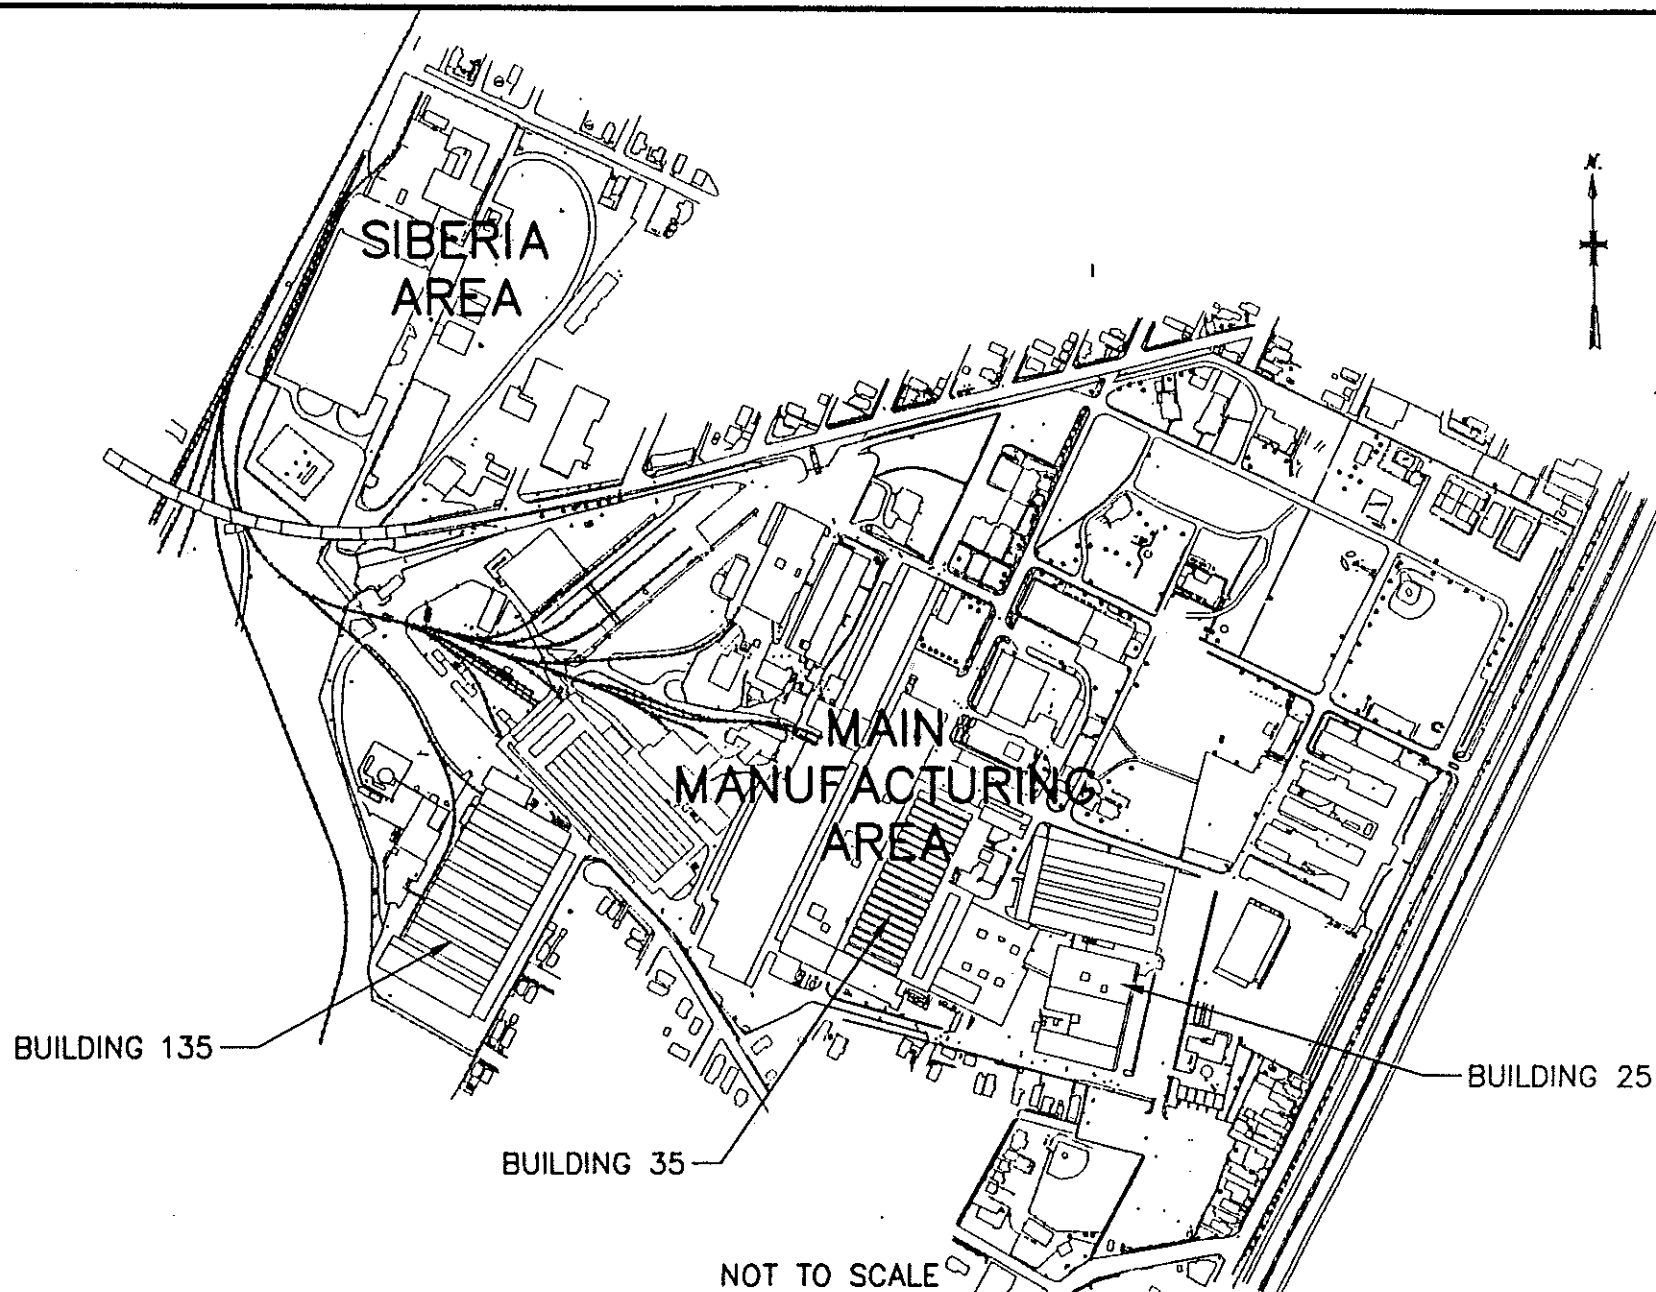 N.
SIBERIA
AREA
MAIN
MANUFACTURING
AREA
BUILDING 135
BUILDING 25
BUILDING 35
NOT TO SCALE